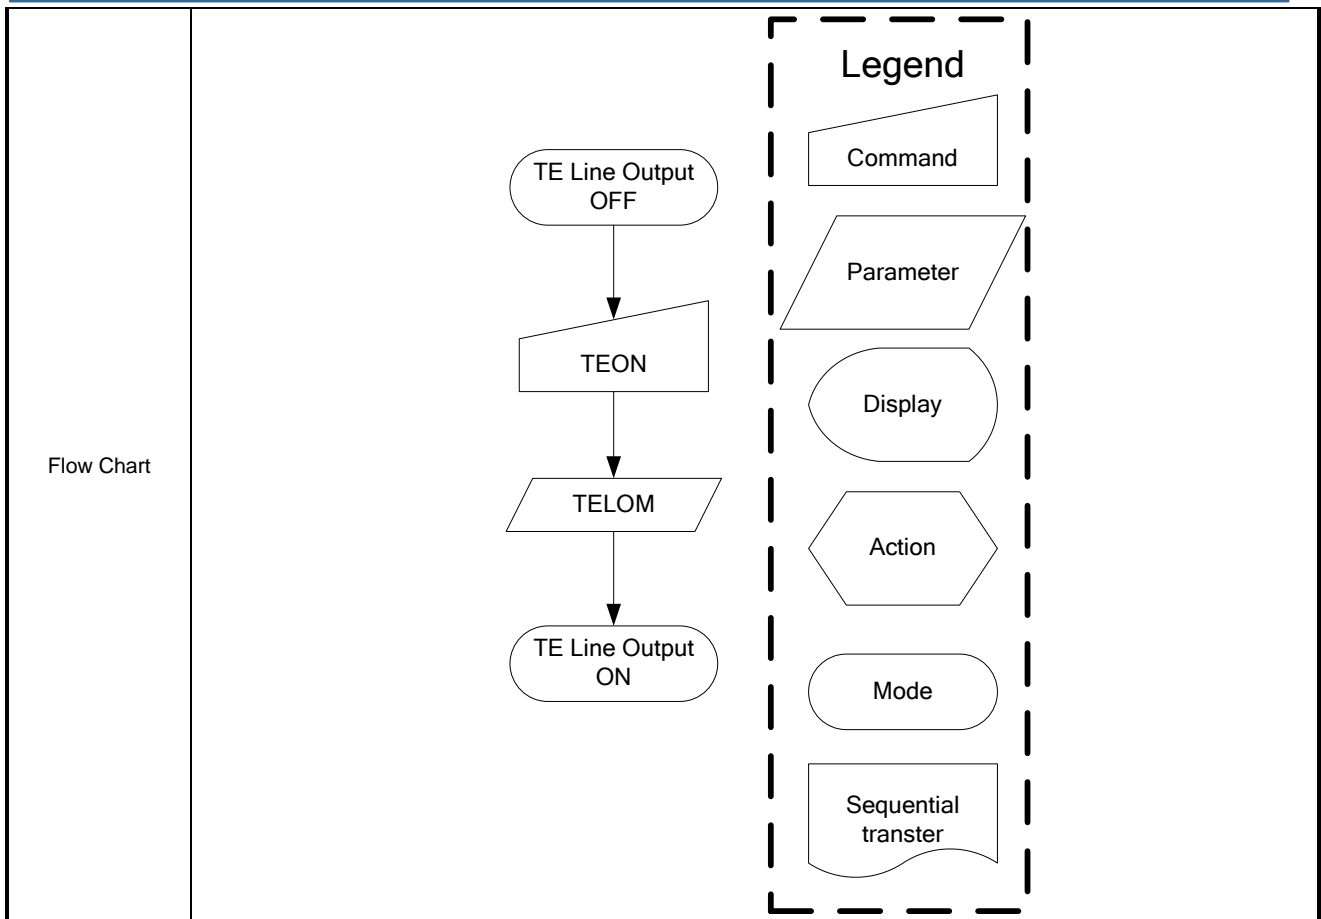 Flow Chart
TE Line Output
OFF
TEON
TELOM
TE Line Output
ON
Legend
Command
Parameter
Display
Action
Mode
Sequential
transter